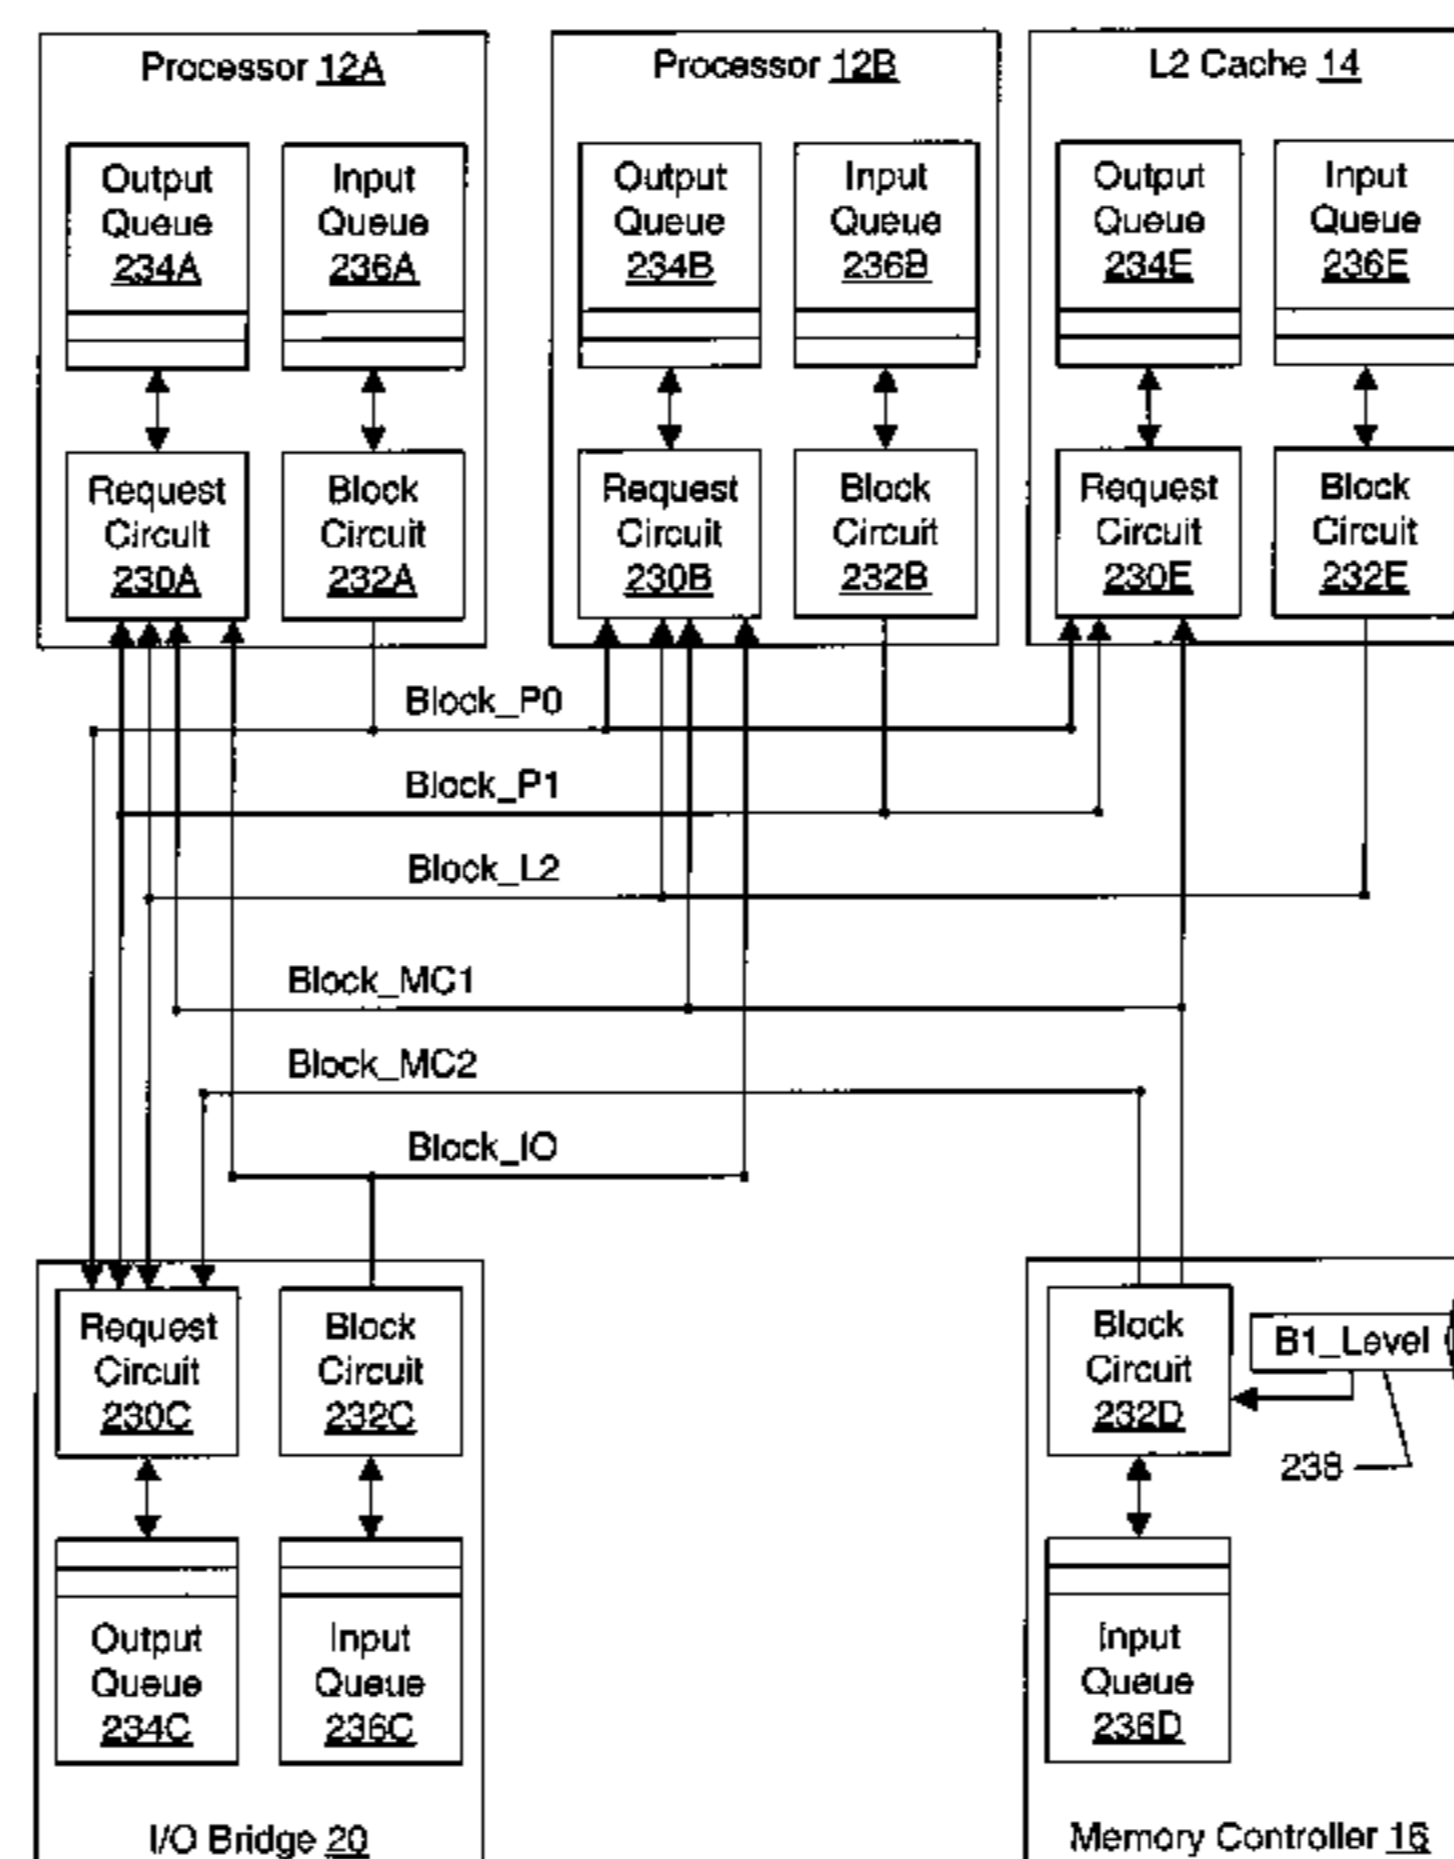 Processor 12A
Output
Queue
234A
Input
Queue
236A
Request
Circuit
230A
Block
Circuit
232A
Processor 12B
Output
Queue
234B
Input
Queue
236B
Request
Circuit
230B
Block
Circuit
232B
L2 Cache 14
Output
Queue
234E
Input
Queue
236E
Request
Circuit
230E
Block
Circuit
232E
Block_P0
Block_P1
Block_L2
Block_MC1
Block_MC2
Block_IO
Request
Circuit
230C
Block
Circuit
232C
Output
Queue
234C
Input
Queue
236C
I/O Bridge 20
Block
Circuit
232D
B1_Level (
238
Input
Queue
236D
Memory Controller 16